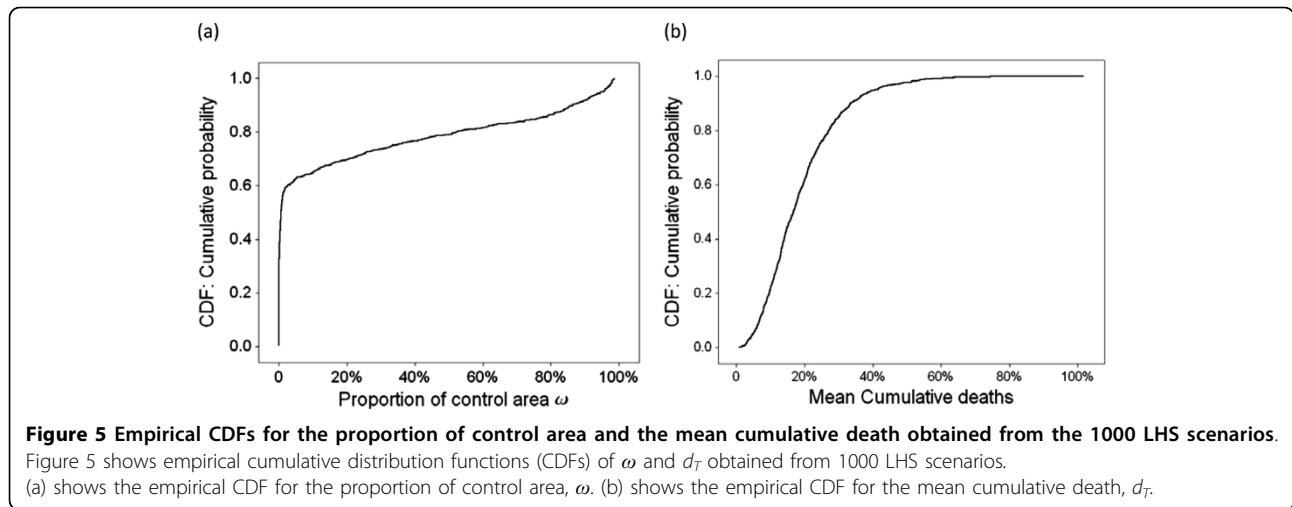 (a)
(b)
CDF: Cumulative probability
1.0
0.8
0.6
0.4
0.2
0.0
0 20% 40% 60% 80% 100%
Proportion of control area ω
CDF: Cumulative probability
1.0
0.8
0.6
0.4
0.2
0.0
0 20% 40% 60% 80% 100%
Mean Cumulative deaths
Figure 5 Empirical CDFs for the proportion of control area and the mean cumulative death obtained from the 1000 LHS scenarios.
Figure 5 shows empirical cumulative distribution functions (CDFs) of ω and d_T obtained from 1000 LHS scenarios.
(a) shows the empirical CDF for the proportion of control area, ω. (b) shows the empirical CDF for the mean cumulative death, d_T.